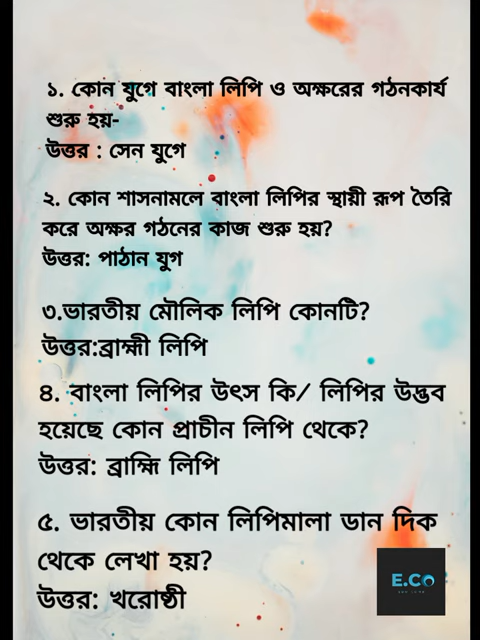 ১. কোন যুগে বাংলা লিপি ও অক্ষরের গঠনকার্য
শুরু হয়-
উত্তর : সেন যুগে
২. কোন শাসনামলে বাংলা লিপির স্থায়ী রূপ তৈরি
করে অক্ষর গঠনের কাজ শুরু হয়?
উত্তর: পাঠান যুগ
৩.ভারতীয় মৌলিক লিপি কোনটি?
উত্তর:ব্রাহ্মী লিপি
৪. বাংলা লিপির উৎস কি/ লিপির উদ্ভব
হয়েছে কোন প্রাচীন লিপি থেকে?
উত্তর: ব্রাহ্মি লিপি
৫. ভারতীয় কোন লিপিমালা ডান দিক
থেকে লেখা হয়?
উত্তর: খরোষ্ঠী
E.Co